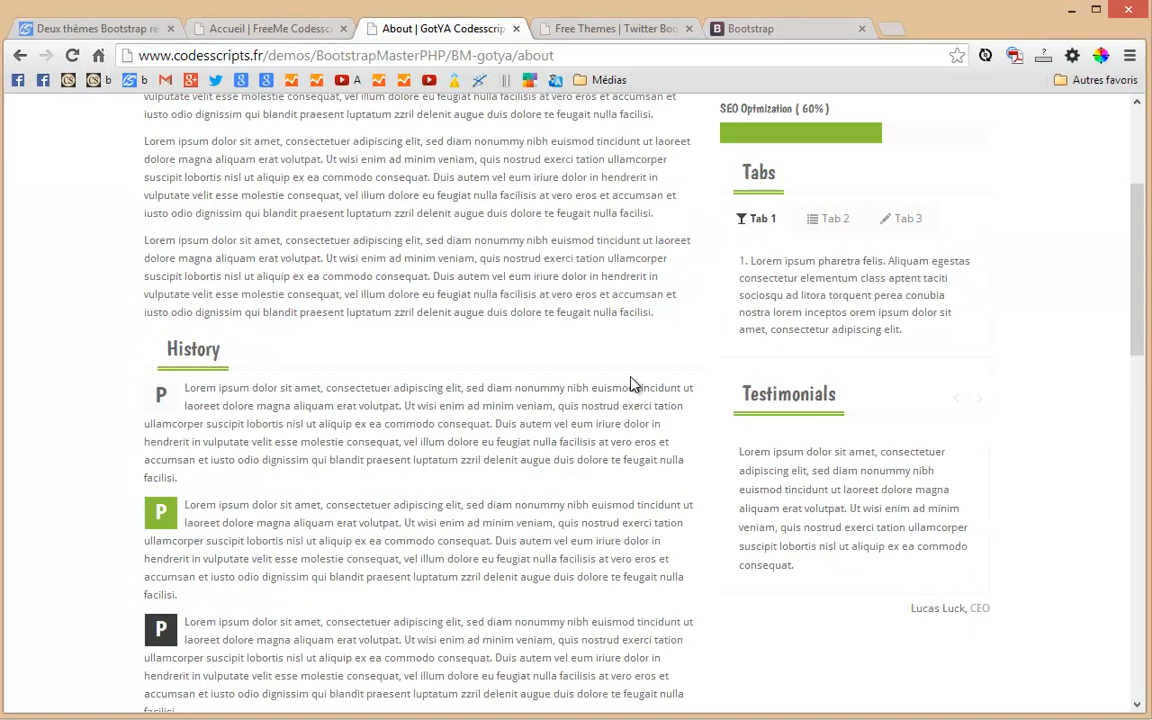 Deux thèmes Bootstrap re
Accueil | FreeMe Codessc
About | GotYA Codesscrip
Free Themes | Twitter Boo
Bootstrap
www.codesscripts.fr/demos/BootstrapMasterPHP/BM-gotya/about
b
b
A
Médias
Autres favoris
vulputate velit esse molestie consequat, vel illum dolore eu feugiat nulla facilisis at vero eros et accumsan et
iusto odio dignissim qui blandit praesent luptatum zzril delenit augue duis dolore te feugait nulla facilisi.
Lorem ipsum dolor sit amet, consectetuer adipiscing elit, sed diam nonummy nibh euismod tincidunt ut laoreet
dolore magna aliquam erat volutpat. Ut wisi enim ad minim veniam, quis nostrud exerci tation ullamcorper
suscipit lobortis nisl ut aliquip ex ea commodo consequat. Duis autem vel eum iriure dolor in hendrerit in
vulputate velit esse molestie consequat, vel illum dolore eu feugiat nulla facilisis at vero eros et accumsan et
iusto odio dignissim qui blandit praesent luptatum zzril delenit augue duis dolore te feugait nulla facilisi.
Lorem ipsum dolor sit amet, consectetuer adipiscing elit, sed diam nonummy nibh euismod tincidunt ut laoreet
dolore magna aliquam erat volutpat. Ut wisi enim ad minim veniam, quis nostrud exerci tation ullamcorper
suscipit lobortis nisl ut aliquip ex ea commodo consequat. Duis autem vel eum iriure dolor in hendrerit in
vulputate velit esse molestie consequat, vel illum dolore eu feugiat nulla facilisis at vero eros et accumsan et
iusto odio dignissim qui blandit praesent luptatum zzril delenit augue duis dolore te feugait nulla facilisi.
History
P Lorem ipsum dolor sit amet, consectetuer adipiscing elit, sed diam nonummy nibh euismod tincidunt ut
laoreet dolore magna aliquam erat volutpat. Ut wisi enim ad minim veniam, quis nostrud exerci tation
ullamcorper suscipit lobortis nisl ut aliquip ex ea commodo consequat. Duis autem vel eum iriure dolor in
hendrerit in vulputate velit esse molestie consequat, vel illum dolore eu feugiat nulla facilisis at vero eros et
accumsan et iusto odio dignissim qui blandit praesent luptatum zzril delenit augue duis dolore te feugait nulla
facilisi.
P Lorem ipsum dolor sit amet, consectetuer adipiscing elit, sed diam nonummy nibh euismod tincidunt ut
laoreet dolore magna aliquam erat volutpat. Ut wisi enim ad minim veniam, quis nostrud exerci tation
ullamcorper suscipit lobortis nisl ut aliquip ex ea commodo consequat. Duis autem vel eum iriure dolor in
hendrerit in vulputate velit esse molestie consequat, vel illum dolore eu feugiat nulla facilisis at vero eros et
accumsan et iusto odio dignissim qui blandit praesent luptatum zzril delenit augue duis dolore te feugait nulla
facilisi.
P Lorem ipsum dolor sit amet, consectetuer adipiscing elit, sed diam nonummy nibh euismod tincidunt ut
laoreet dolore magna aliquam erat volutpat. Ut wisi enim ad minim veniam, quis nostrud exerci tation
ullamcorper suscipit lobortis nisl ut aliquip ex ea commodo consequat. Duis autem vel eum iriure dolor in
hendrerit in vulputate velit esse molestie consequat, vel illum dolore eu feugiat nulla facilisis at vero eros et
accumsan et iusto odio dignissim qui blandit praesent luptatum zzril delenit augue duis dolore te feugait nulla
facilisi.
SEO Optmization ( 60% )
Tabs
Tab 1
Tab 2
Tab 3
1. Lorem ipsum pharetra felis. Aliquam egestas
consectetur elementum class aptent taciti
sociosqu ad litora torquent perea conubia
nostra lorem inceptos orem ipsum dolor sit
amet, consectetur adipiscing elit.
Testimonials
Lorem ipsum dolor sit amet, consectetuer
adipiscing elit, sed diam nonummy nibh
euismod tincidunt ut laoreet dolore magna
aliquam erat volutpat. Ut wisi enim ad minim
veniam, quis nostrud exerci tation ullamcorper
suscipit lobortis nisl ut aliquip ex ea commodo
consequat.
Lucas Luck, CEO